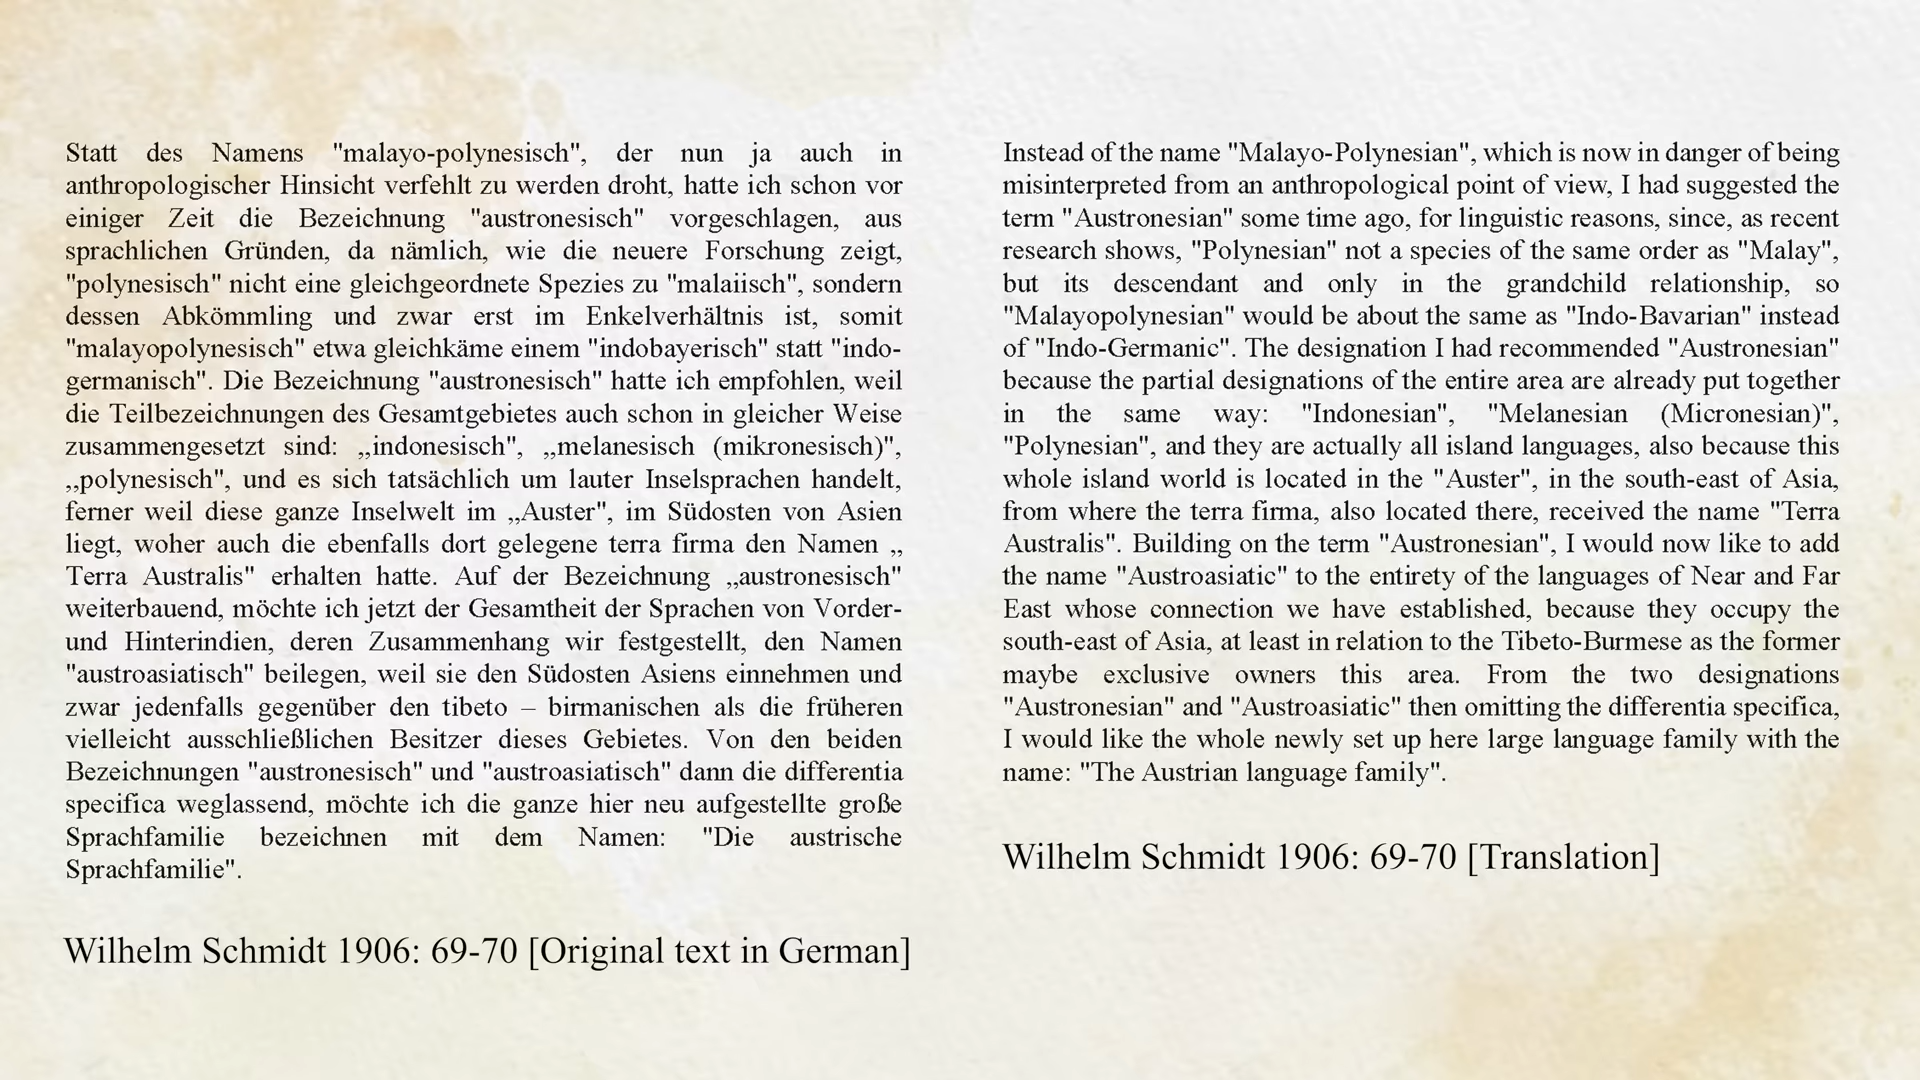 Statt des Namens "malayo-polynesisch", der nun ja auch in
anthropologischer Hinsicht verfehlt zu werden droht, hatte ich schon vor
einiger Zeit die Bezeichnung "austronesisch" vorgeschlagen, aus
sprachlichen Gründen, da nämlich, wie die neuere Forschung zeigt,
"polynesisch" nicht eine gleichgeordnete Spezies zu "malaiisch", sondern
dessen Abkömmling und zwar erst im Enkelverhältnis ist, somit
"malayopolynesisch" etwa gleichkäme einem "indobayerisch" statt "indo-
germanisch". Die Bezeichnung "austronesisch" hatte ich empfohlen, weil
die Teilbezeichnungen des Gesamtgebietes auch schon in gleicher Weise
zusammengesetzt sind: „indonesisch", „melanesisch (mikronesisch)",
„polynesisch", und es sich tatsächlich um lauter Inselsprachen handelt,
ferner weil diese ganze Inselwelt im „Auster", im Südosten von Asien
liegt, woher auch die ebenfalls dort gelegene terra firma den Namen „
Terra Australis" erhalten hatte. Auf der Bezeichnung „austronesisch"
weiterbauend, möchte ich jetzt der Gesamtheit der Sprachen von Vorder-
und Hinterindien, deren Zusammenhang wir festgestellt, den Namen
"austroasiatisch" beilegen, weil sie den Südosten Asiens einnehmen und
zwar jedenfalls gegenüber den tibeto – birmanischen als die früheren
vielleicht ausschließlichen Besitzer dieses Gebietes. Von den beiden
Bezeichnungen "austronesisch" und "austroasiatisch" dann die differentia
specifica weglassend, möchte ich die ganze hier neu aufgestellte große
Sprachfamilie bezeichnen mit dem Namen: "Die austrische
Sprachfamilie".
Wilhelm Schmidt 1906: 69-70 [Original text in German]
Instead of the name "Malayo-Polynesian", which is now in danger of being
misinterpreted from an anthropological point of view, I had suggested the
term "Austronesian" some time ago, for linguistic reasons, since, as recent
research shows, "Polynesian" not a species of the same order as "Malay",
but its descendant and only in the grandchild relationship, so
"Malayopolynesian" would be about the same as "Indo-Bavarian" instead
of "Indo-Germanic". The designation I had recommended "Austronesian"
because the partial designations of the entire area are already put together
in the same way: "Indonesian", "Melanesian (Micronesian)",
"Polynesian", and they are actually all island languages, also because this
whole island world is located in the "Auster", in the south-east of Asia,
from where the terra firma, also located there, received the name "Terra
Australis". Building on the term "Austronesian", I would now like to add
the name "Austroasiatic" to the entirety of the languages of Near and Far
East whose connection we have established, because they occupy the
south-east of Asia, at least in relation to the Tibeto-Burmese as the former
maybe exclusive owners this area. From the two designations
"Austronesian" and "Austroasiatic" then omitting the differentia specifica,
I would like the whole newly set up here large language family with the
name: "The Austrian language family".
Wilhelm Schmidt 1906: 69-70 [Translation]